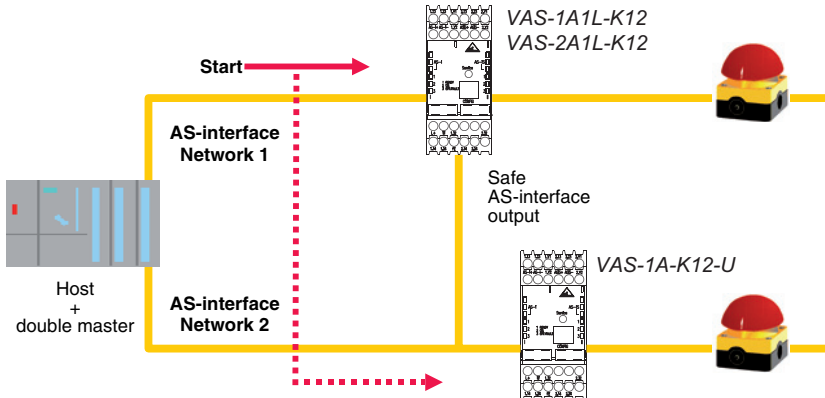 VAS-1A1L-K12
VAS-2A1L-K12
Start
AS-interface
Network 1
Safe
AS-interface
output
VAS-1A-K12-U
Host
+
double master
AS-interface
Network 2